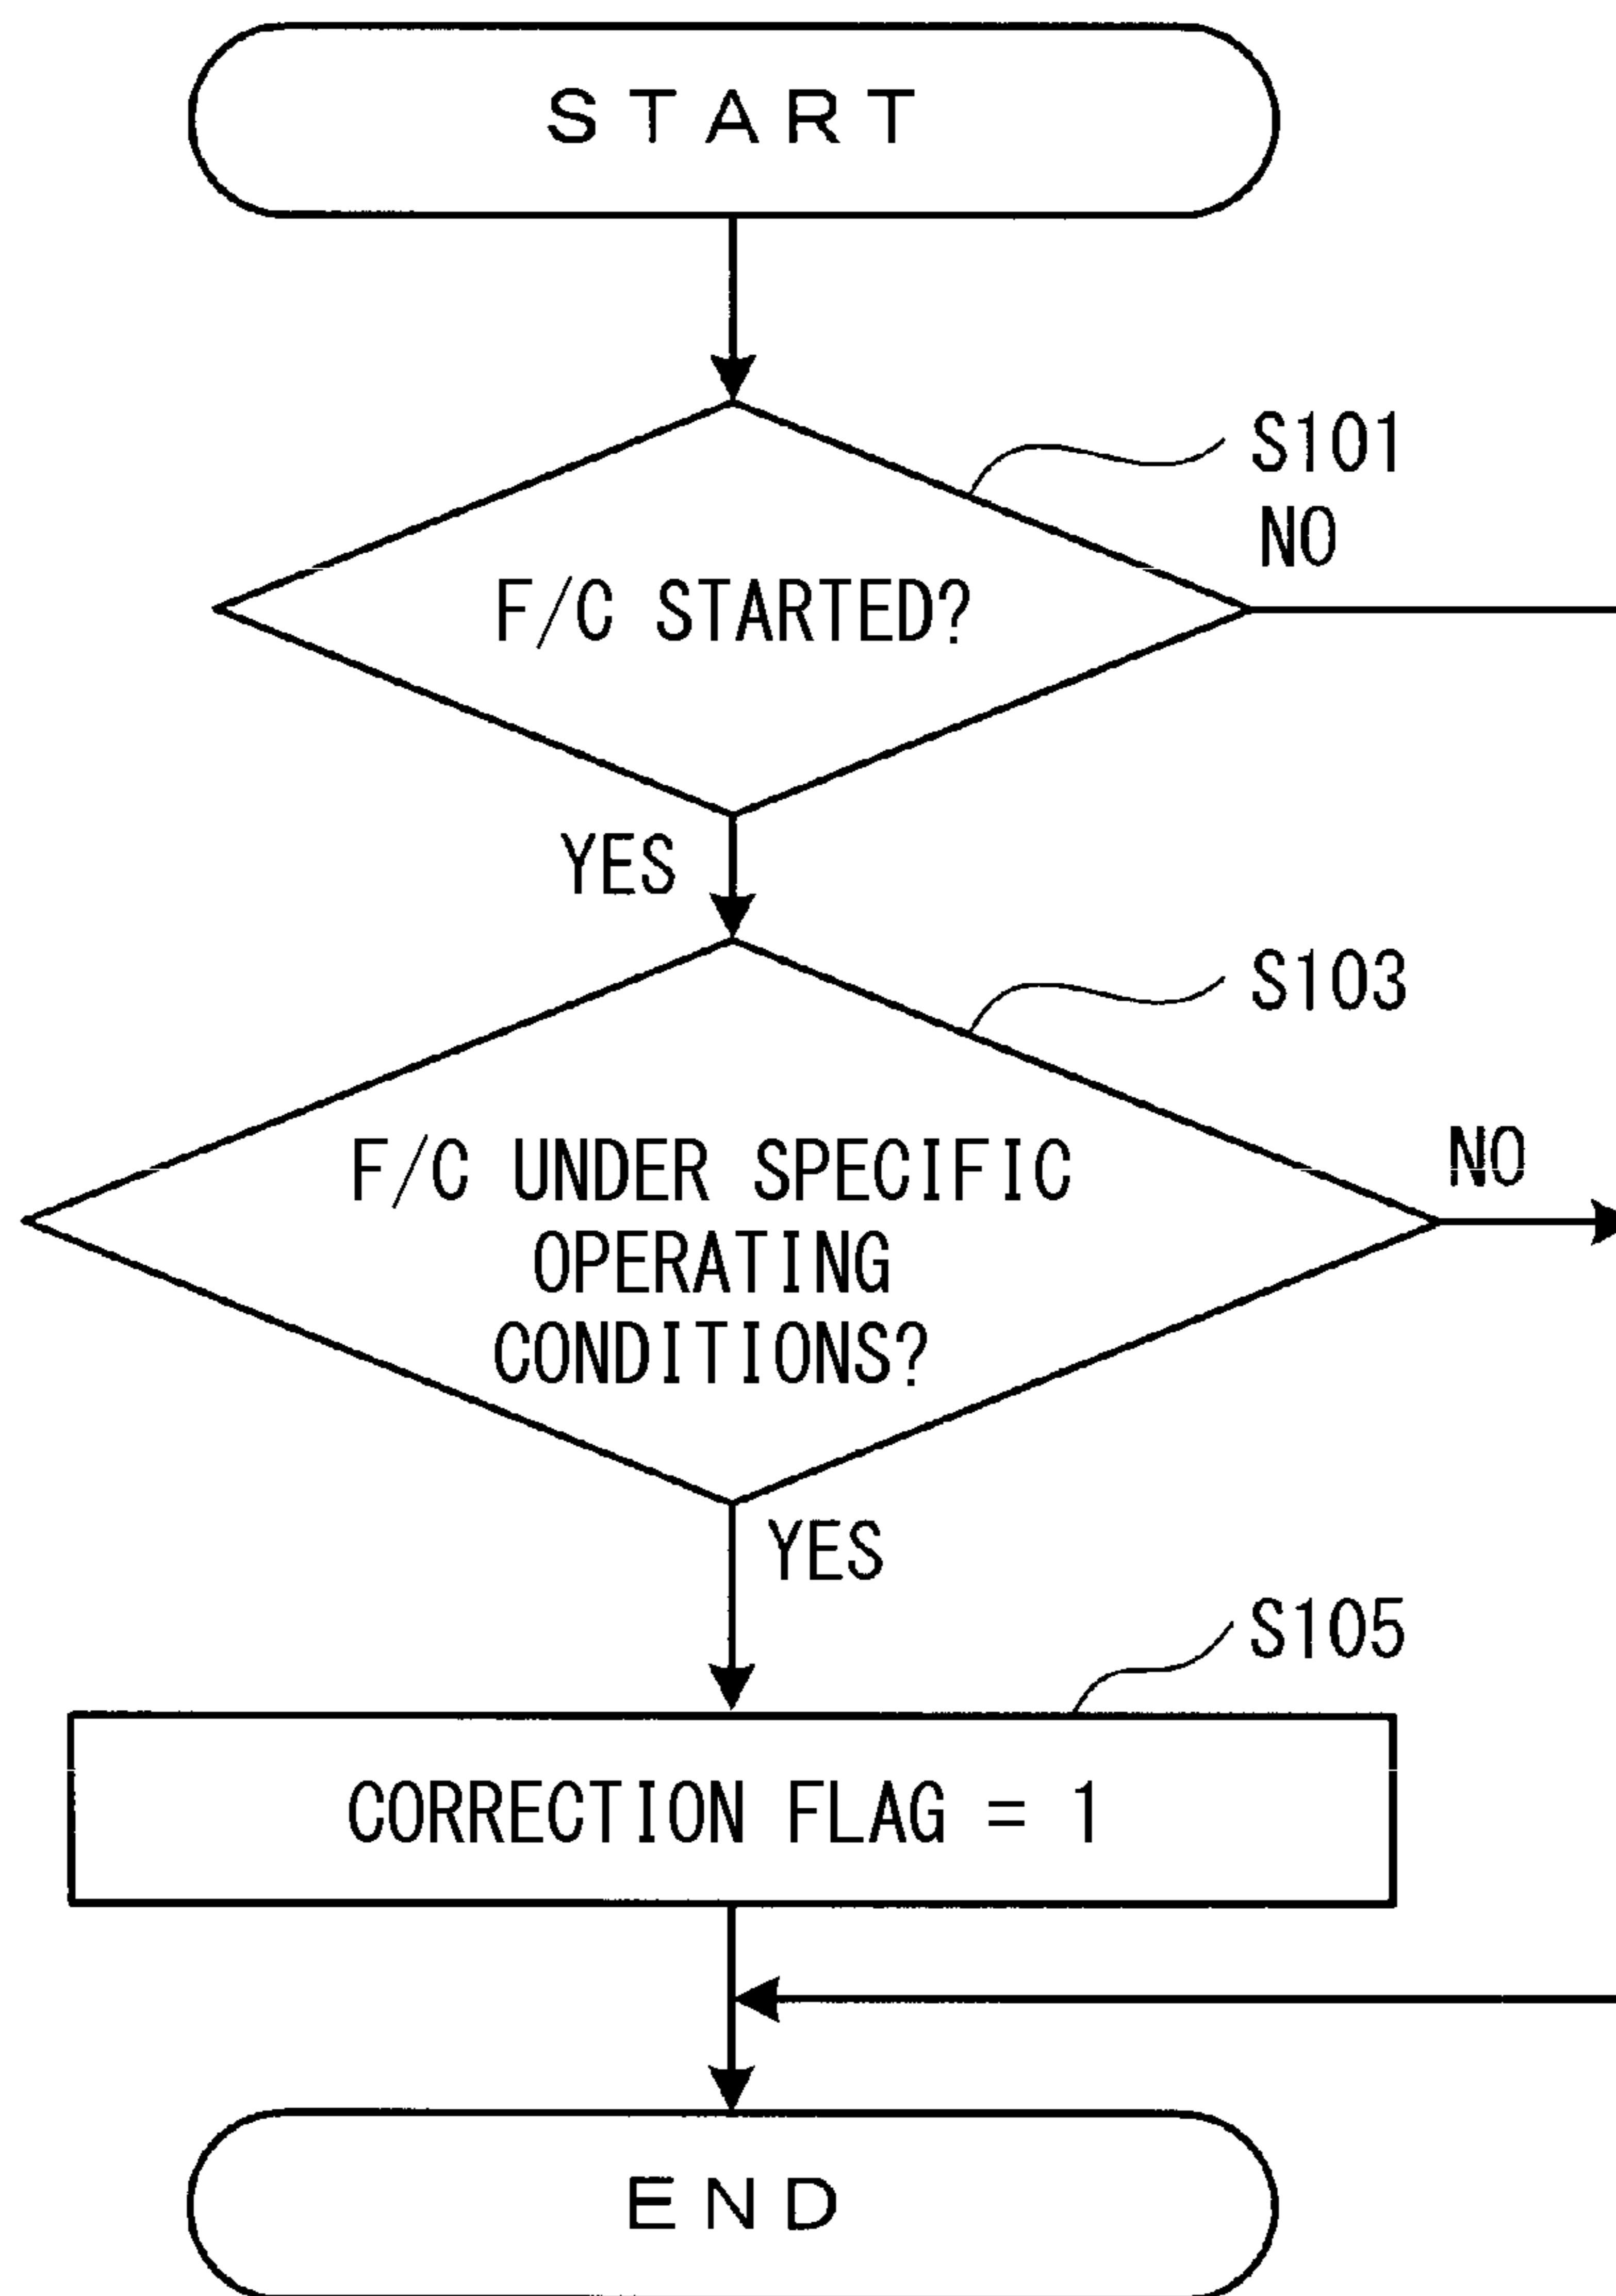 START
S101
NO
F/C STARTED?
YES
S103
F/C UNDER SPECIFIC
OPERATING
CONDITIONS?
NO
YES
S105
CORRECTION FLAG = 1
END